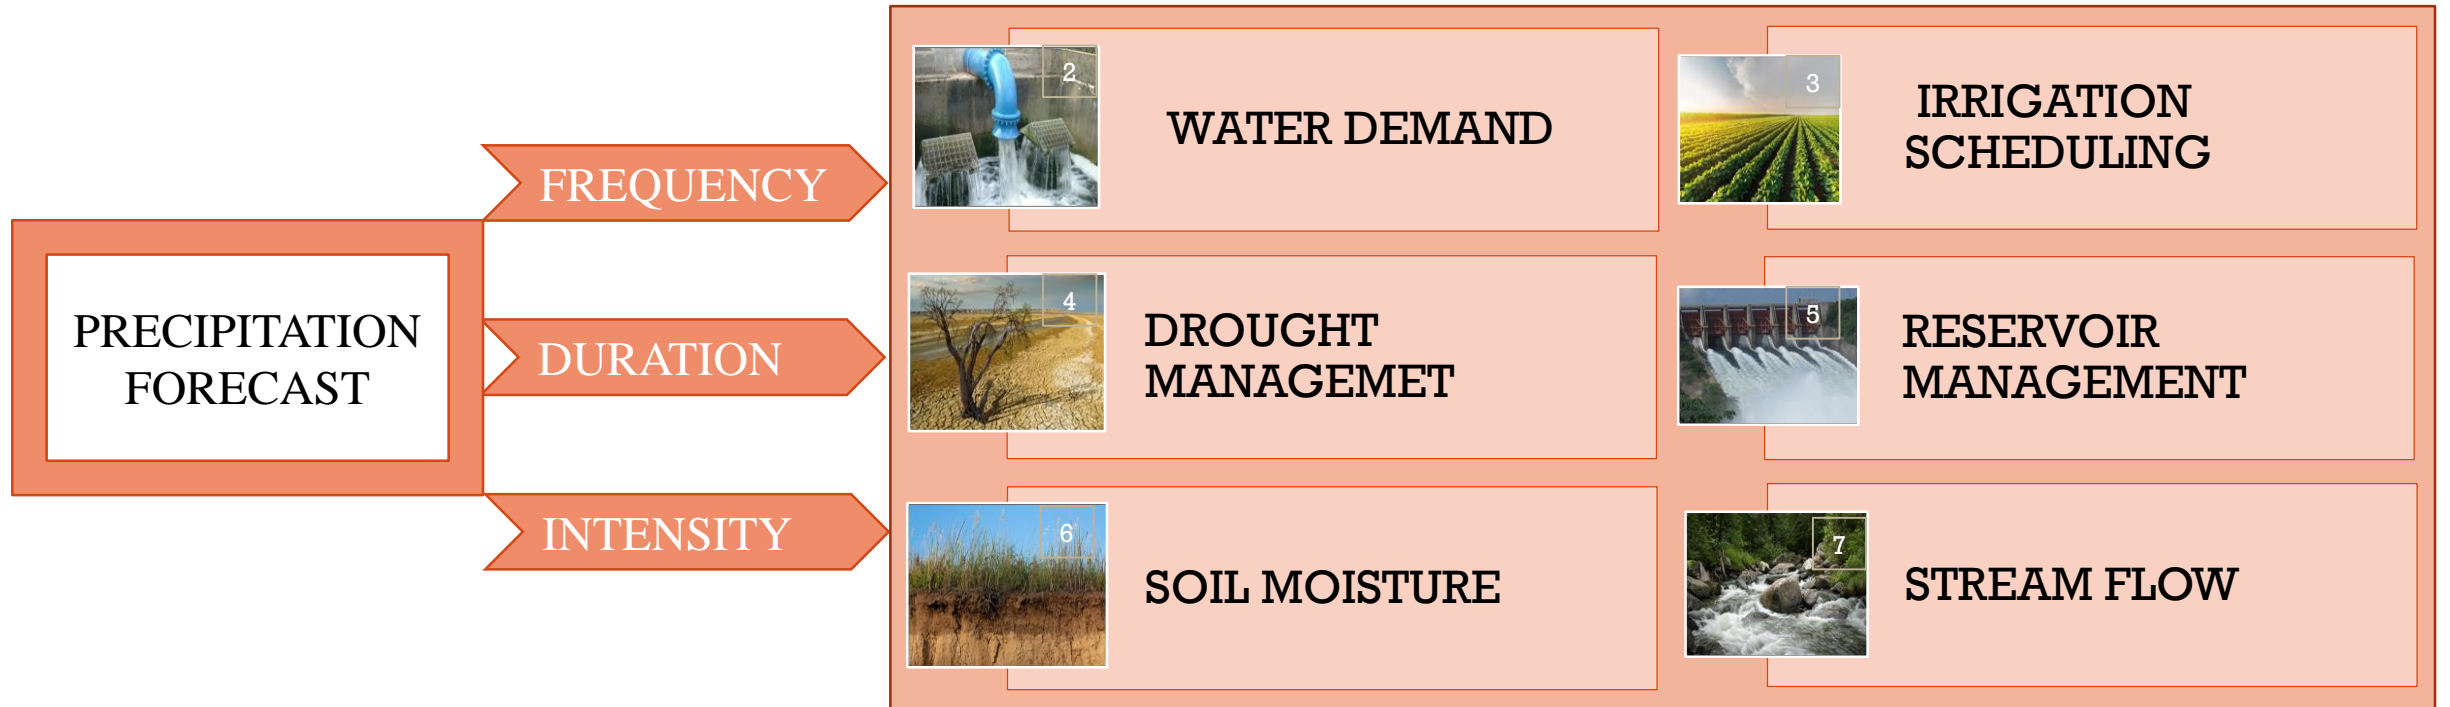 PRECIPITATION
FORECAST
FREQUENCY
DURATION
INTENSITY
2
WATER DEMAND
3
IRRIGATION
SCHEDULING
4
DROUGHT
MANAGEMET
5
RESERVOIR
MANAGEMENT
6
SOIL MOISTURE
7
STREAM FLOW